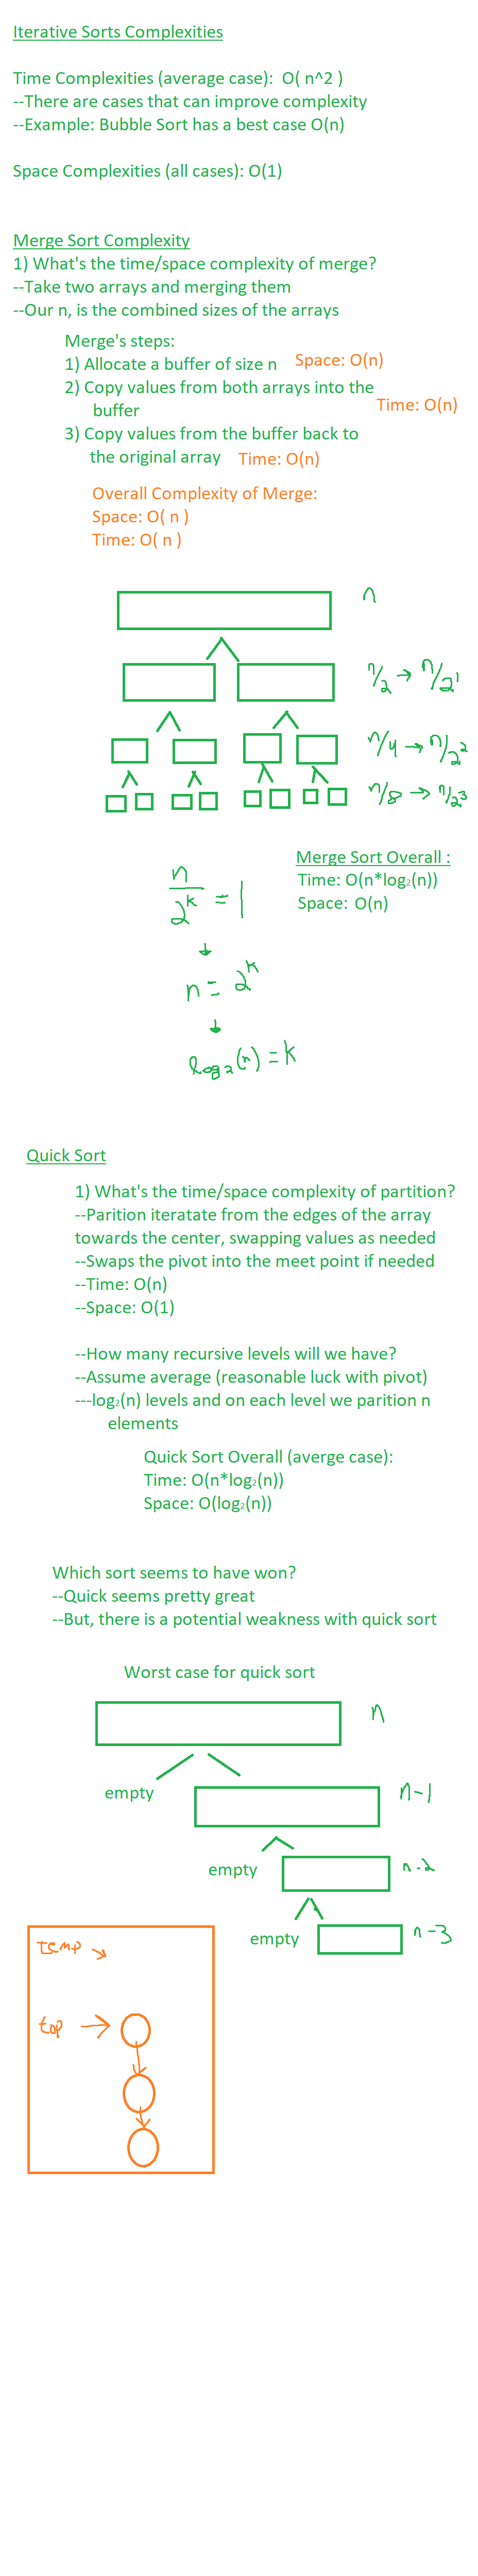 Iterative Sorts Complexities
Time Complexities (average case):  O( n^2 )
--There are cases that can improve complexity
--Example: Bubble Sort has a best case O(n)
Space Complexities (all cases): O(1)
Merge Sort Complexity
1) What's the time/space complexity of merge?
--Take two arrays and merging them
--Our n, is the combined sizes of the arrays
Merge's steps:
1) Allocate a buffer of size n    Space: O(n)
2) Copy values from both arrays into the
buffer    Time: O(n)
3) Copy values from the buffer back to
the original array    Time: O(n)
Overall Complexity of Merge:
Space: O( n )
Time: O( n )
n
n/2 → n/2^1
n/4 → n/2^2
n/8 → n/2^3
Merge Sort Overall :
Time: O(n*log₂(n))
Space: O(n)
n/2^k = 1
n = 2^k
log₂(n) = k
Quick Sort
1) What's the time/space complexity of partition?
--Parition iteratate from the edges of the array
towards the center, swapping values as needed
--Swaps the pivot into the meet point if needed
--Time: O(n)
--Space: O(1)
--How many recursive levels will we have?
--Assume average (reasonable luck with pivot)
---log₂(n) levels and on each level we parition n
elements
Quick Sort Overall (averge case):
Time: O(n*log₂(n))
Space: O(log₂(n))
Which sort seems to have won?
--Quick seems pretty great
--But, there is a potential weakness with quick sort
Worst case for quick sort
n
empty
n-1
empty
n-2
empty
n-3
temp
top